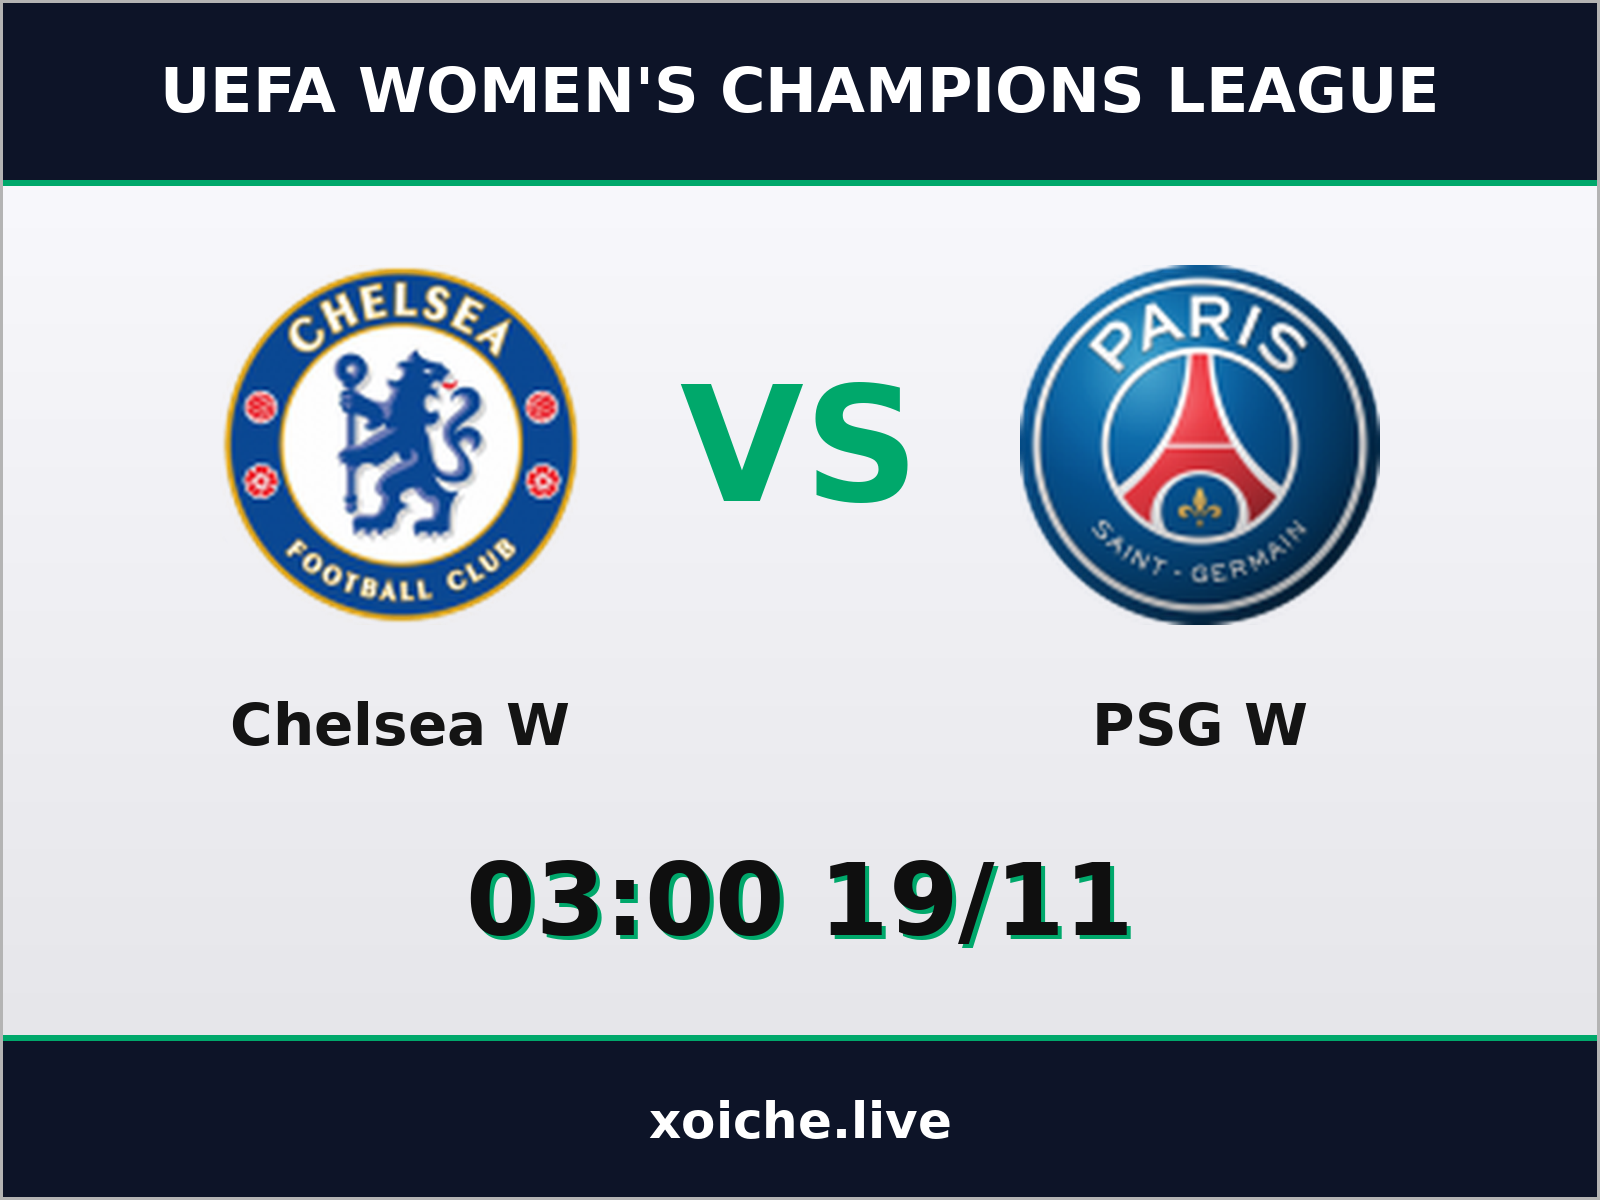 UEFA WOMEN'S CHAMPIONS LEAGUE
CHELSEA
FOOTBALL CLUB
VS
PARIS
SAINT - GERMAIN
Chelsea W
PSG W
03:00 19/11
xoiche.live